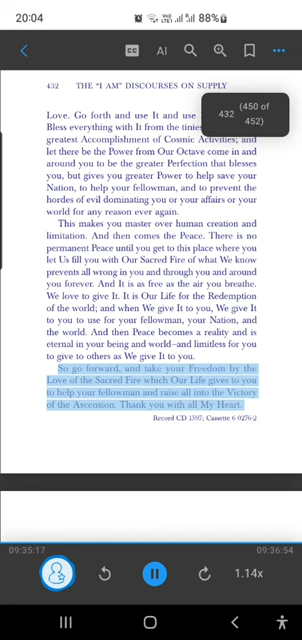 20:04
88%
CC AI
432 THE "I AM" DISCOURSES ON SUPPLY
432 (450 of 452)
Love. Go forth and use It and use
Bless everything with It from the tinies
greatest Accomplishment of Cosmic Activities; and
let there be the Power from Our Octave come in and
around you to be the greater Perfection that blesses
you, but gives you greater Power to help save your
Nation, to help your fellowman, and to prevent the
hordes of evil dominating you or your affairs or your
world for any reason ever again.
This makes you master over human creation and
limitation. And then comes the Peace. There is no
permanent Peace until you get to this place where you
let Us fill you with Our Sacred Fire of what We know
prevents all wrong in you and through you and around
you forever. And It is as free as the air you breathe.
We love to give It. It is Our Life for the Redemption
of the world; and when We give It to you, We give It
to you to use for your fellowman, your Nation, and
the world. And then Peace becomes a reality and is
eternal in your being and world–and limitless for you
to give to others as We give It to you.
So go forward, and take your Freedom by the
Love of the Sacred Fire which Our Life gives to you
to help your fellowman and raise all into the Victory
of the Ascension. Thank you with all My Heart.
Record CD 1597; Cassette 6 0276-2
09:35:17 09:36:54
1.14x